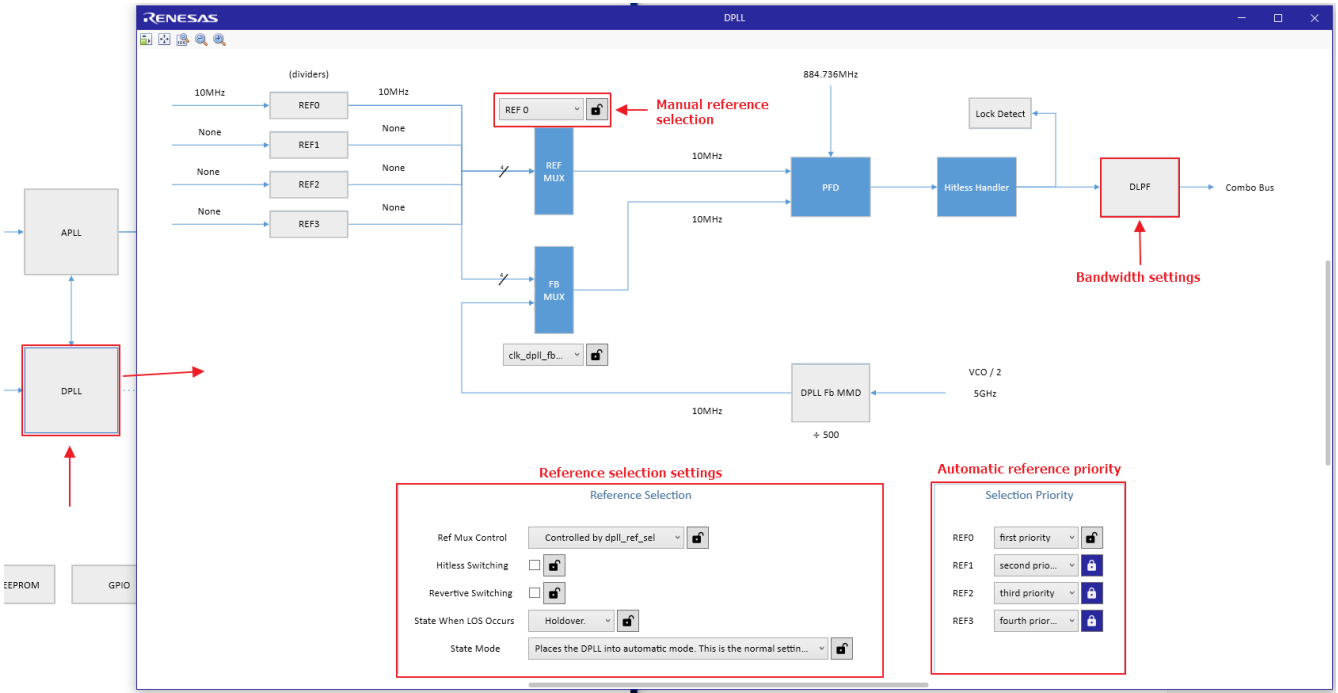 RENESAS
DPLL
(dividers)
10MHz
REF0
10MHz
None
REF1
None
None
REF2
None
None
REF3
None
REF 0
Manual reference
selection
4
REF
MUX
4
FB
MUX
clk_dpll_fb...
884.736MHz
10MHz
10MHz
PFD
Hitless Handler
Lock Detect
DLPF
Combo Bus
Bandwidth settings
APLL
DPLL
EEPROM
GPIO
10MHz
DPLL Fb MMD
÷ 500
VCO / 2
5GHz
Reference selection settings
Reference Selection
Ref Mux Control
Controlled by dpll_ref_sel
Hitless Switching
Revertive Switching
State When LOS Occurs
Holdover.
State Mode
Places the DPLL into automatic mode. This is the normal settin...
Automatic reference priority
Selection Priority
REF0
first priority
REF1
second prio...
REF2
third priority
REF3
fourth prior...